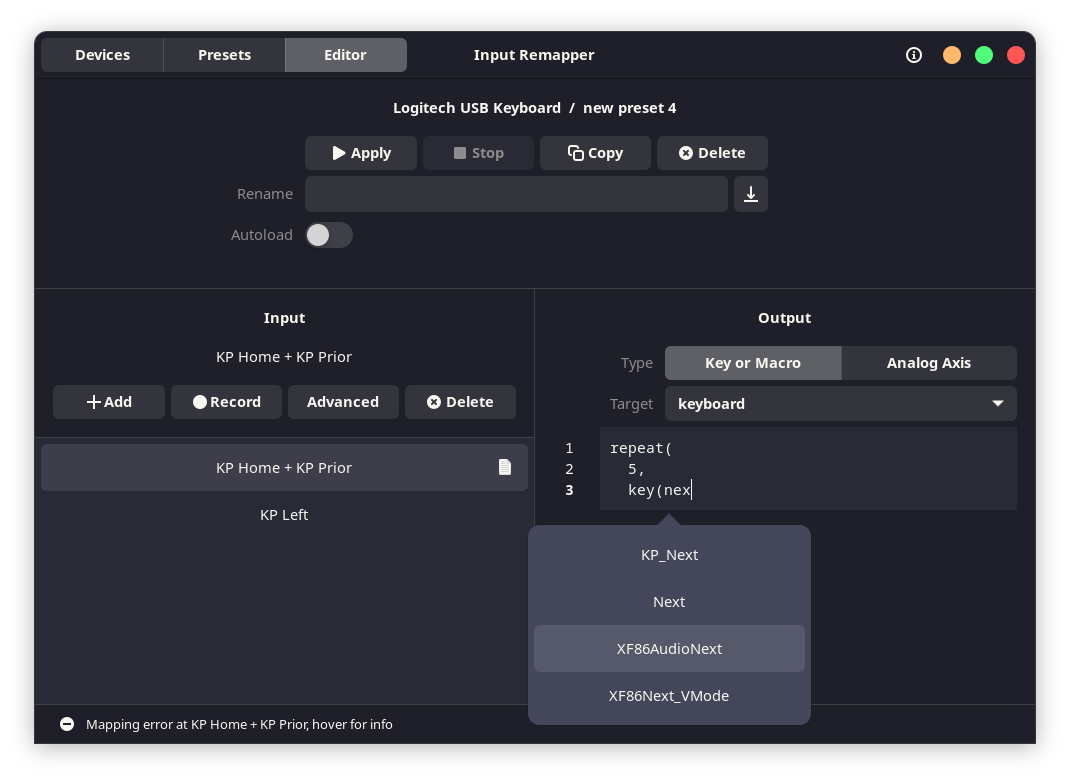 Devices Presets Editor Input Remapper
Logitech USB Keyboard / new preset 4
Apply Stop Copy Delete
Rename
Autoload
Input
KP Home + KP Prior
Add Record Advanced Delete
KP Home + KP Prior
KP Left
Output
Type Key or Macro Analog Axis
Target keyboard
1 repeat(
2 5,
3 key(nex
KP_Next
Next
XF86AudioNext
XF86Next_VMode
Mapping error at KP Home + KP Prior, hover for info